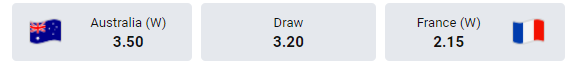 Australia (W)
3.50
Draw
3.20
France (W)
2.15